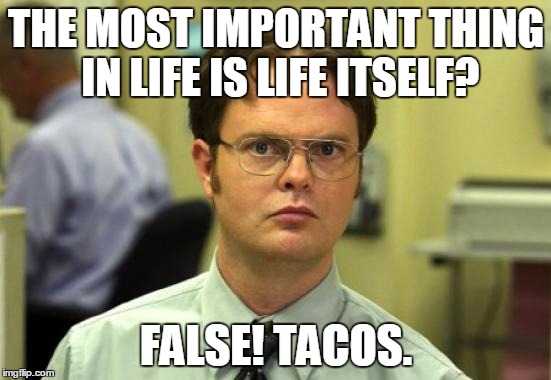 THE MOST IMPORTANT THING
IN LIFE IS LIFE ITSELF?
FALSE! TACOS.
imgflip.com